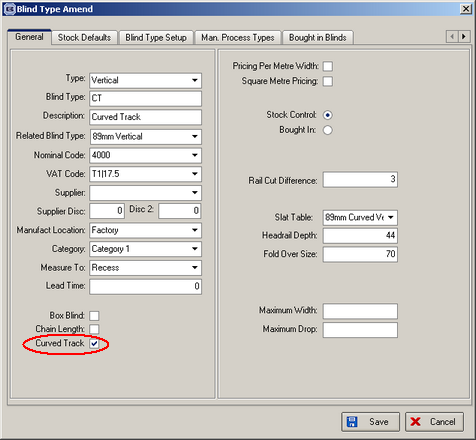 Blind Type Amend
General Stock Defaults Blind Type Setup Man. Process Types Bought in Blinds
Type: Vertical
Blind Type: CT
Description: Curved Track
Related Blind Type: 89mm Vertical
Nominal Code: 4000
VAT Code: T1|17.5
Supplier:
Supplier Disc: 0 Disc 2: 0
Manufact Location: Factory
Category: Category 1
Measure To: Recess
Lead Time: 0
Box Blind:
Chain Length:
Curved Track
Pricing Per Metre Width:
Square Metre Pricing:
Stock Control:
Bought In:
Rail Cut Difference: 3
Slat Table: 89mm Curved Ve
Headrail Depth: 44
Fold Over Size: 70
Maximum Width:
Maximum Drop:
Save Cancel